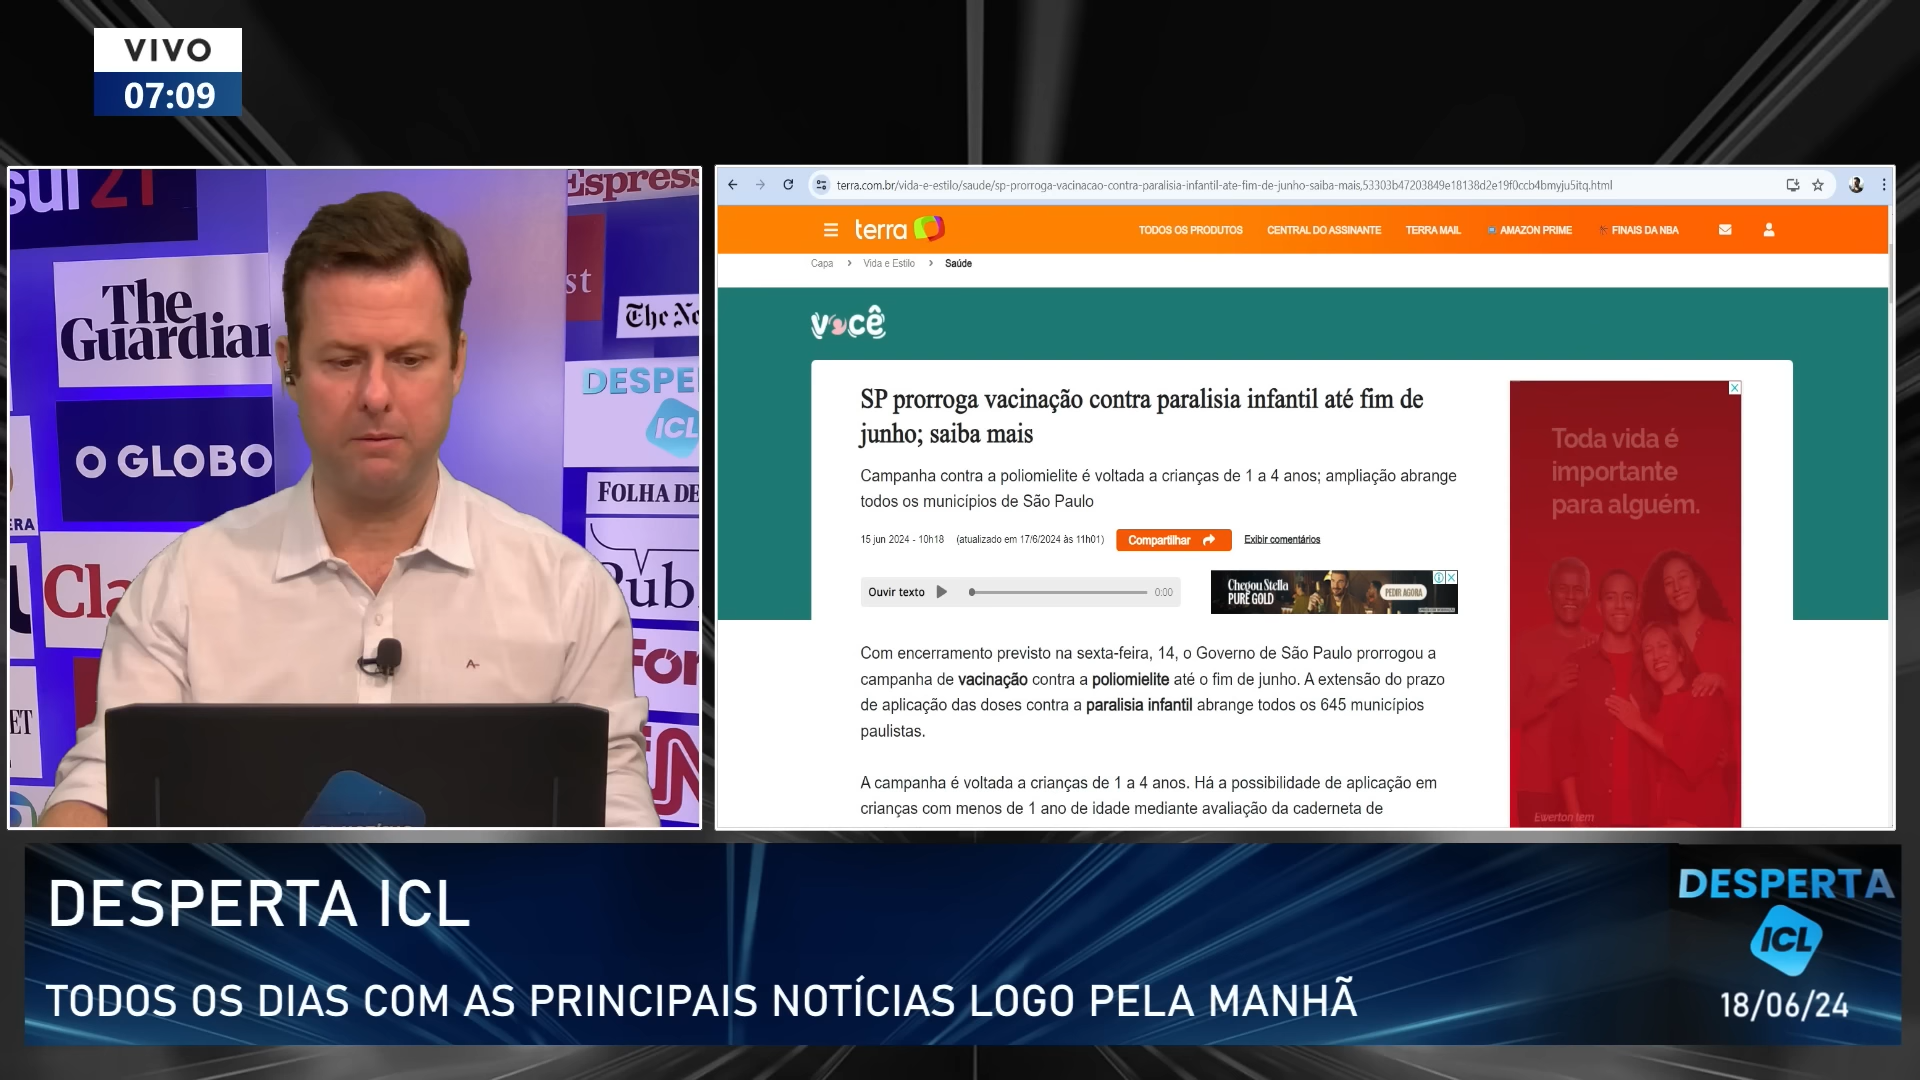 VIVO
07:09
sul 21
The Guardian
O GLOBO
Cla
Espress
st
The Ne
DESPE
ICL
FOLHA DE
Pub
For
terra.com.br/vida-e-estilo/saude/sp-prorroga-vacinacao-contra-paralisia-infantil-ate-fim-de-junho-saiba-mais,53303b47203849e18138d2e19f0ccb4bmyju5itq.html
terra
TODOS OS PRODUTOS CENTRAL DO ASSINANTE TERRA MAIL AMAZON PRIME FINAIS DA NBA
Capa > Vida e Estilo > Saúde
você
SP prorroga vacinação contra paralisia infantil até fim de
junho; saiba mais
Campanha contra a poliomielite é voltada a crianças de 1 a 4 anos; ampliação abrange
todos os municípios de São Paulo
15 jun 2024 - 10h18 (atualizado em 17/6/2024 às 11h01) Compartilhar Exibir comentários
Ouvir texto 0:00
Chegou Stella
PURE GOLD
PEDIR AGORA
Com encerramento previsto na sexta-feira, 14, o Governo de São Paulo prorrogou a
campanha de vacinação contra a poliomielite até o fim de junho. A extensão do prazo
de aplicação das doses contra a paralisia infantil abrange todos os 645 municípios
paulistas.
A campanha é voltada a crianças de 1 a 4 anos. Há a possibilidade de aplicação em
crianças com menos de 1 ano de idade mediante avaliação da caderneta de
Toda vida é
importante
para alguém.
Ewerton tem
DESPERTA ICL
TODOS OS DIAS COM AS PRINCIPAIS NOTÍCIAS LOGO PELA MANHÃ
DESPERTA
ICL
18/06/24